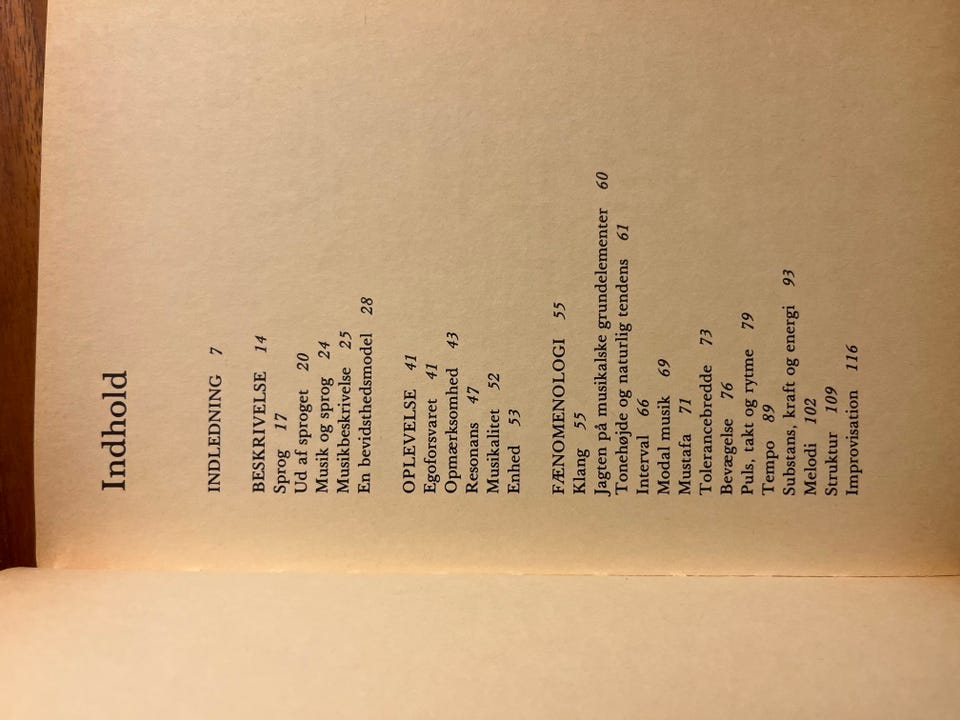 Indhold
INDLEDNING 7
BESKRIVELSE 14
Sprog 17
Ud af sproget 20
Musik og sprog 24
Musikbeskrivelse 25
En bevidsthedsmodel 28
OPLEVELSE 41
Egoforsvaret 41
Opmærksomhed 43
Resonans 47
Musikalitet 52
Enhed 53
FÆNOMENOLOGI 55
Klang 55
Jagten på musikalske grundelementer 60
Tonehøjde og naturlig tendens 61
Interval 66
Modal musik 69
Mustafa 71
Tolerancebredde 73
Bevægelse 76
Puls, takt og rytme 79
Tempo 89
Substans, kraft og energi 93
Melodi 102
Struktur 109
Improvisation 116